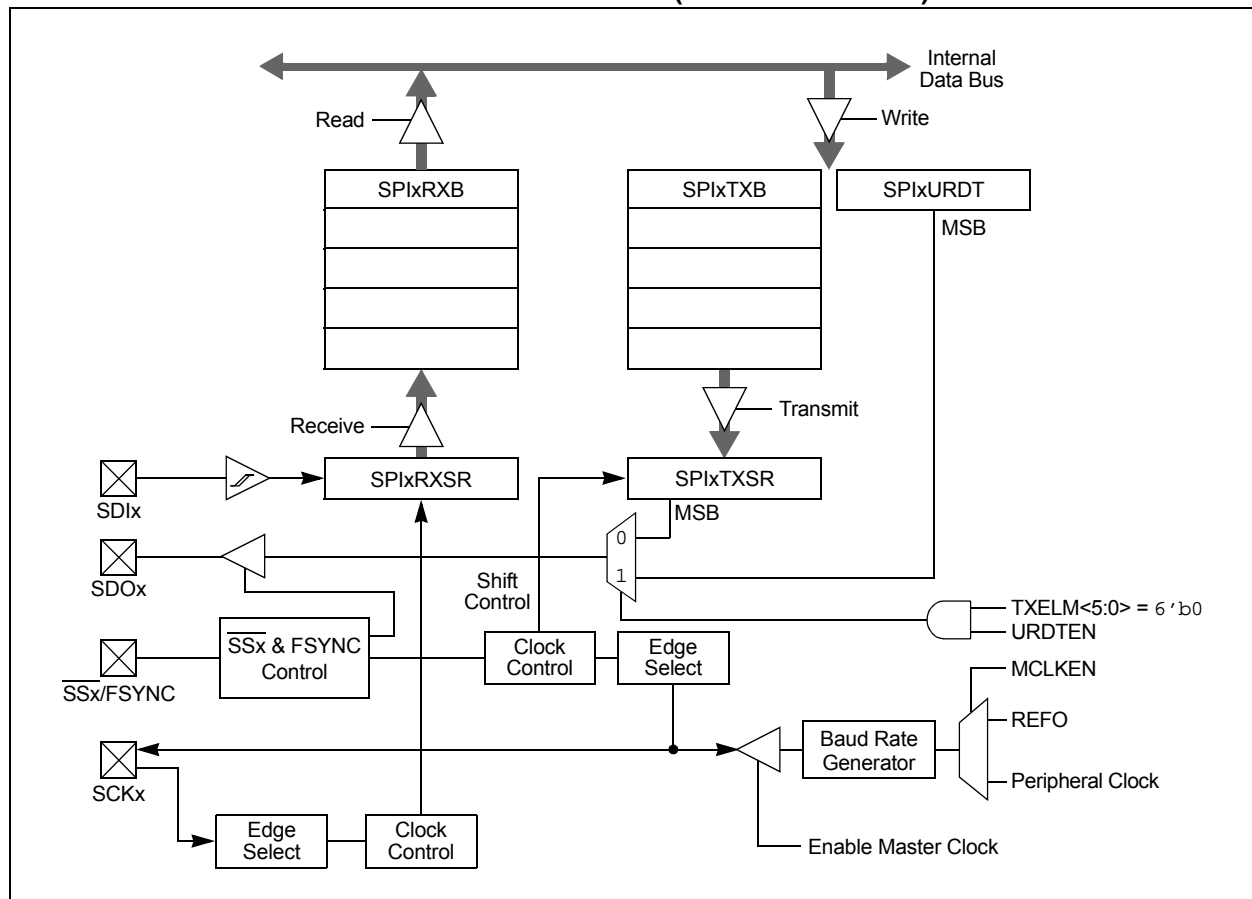 Internal
Data Bus
Read
Write
SPIxRXB
SPIxTXB
SPIxURDT
MSB
Receive
Transmit
SPIxRXSR
SPIxTXSR
SDIx
MSB
0
1
SDOx
Shift
Control
TXELM<5:0> = 6'b0
URDTEN
SSx & FSYNC
Control
Clock
Control
Edge
Select
SSx/FSYNC
MCLKEN
REFO
Baud Rate
Generator
Peripheral Clock
SCKx
Edge
Select
Clock
Control
Enable Master Clock